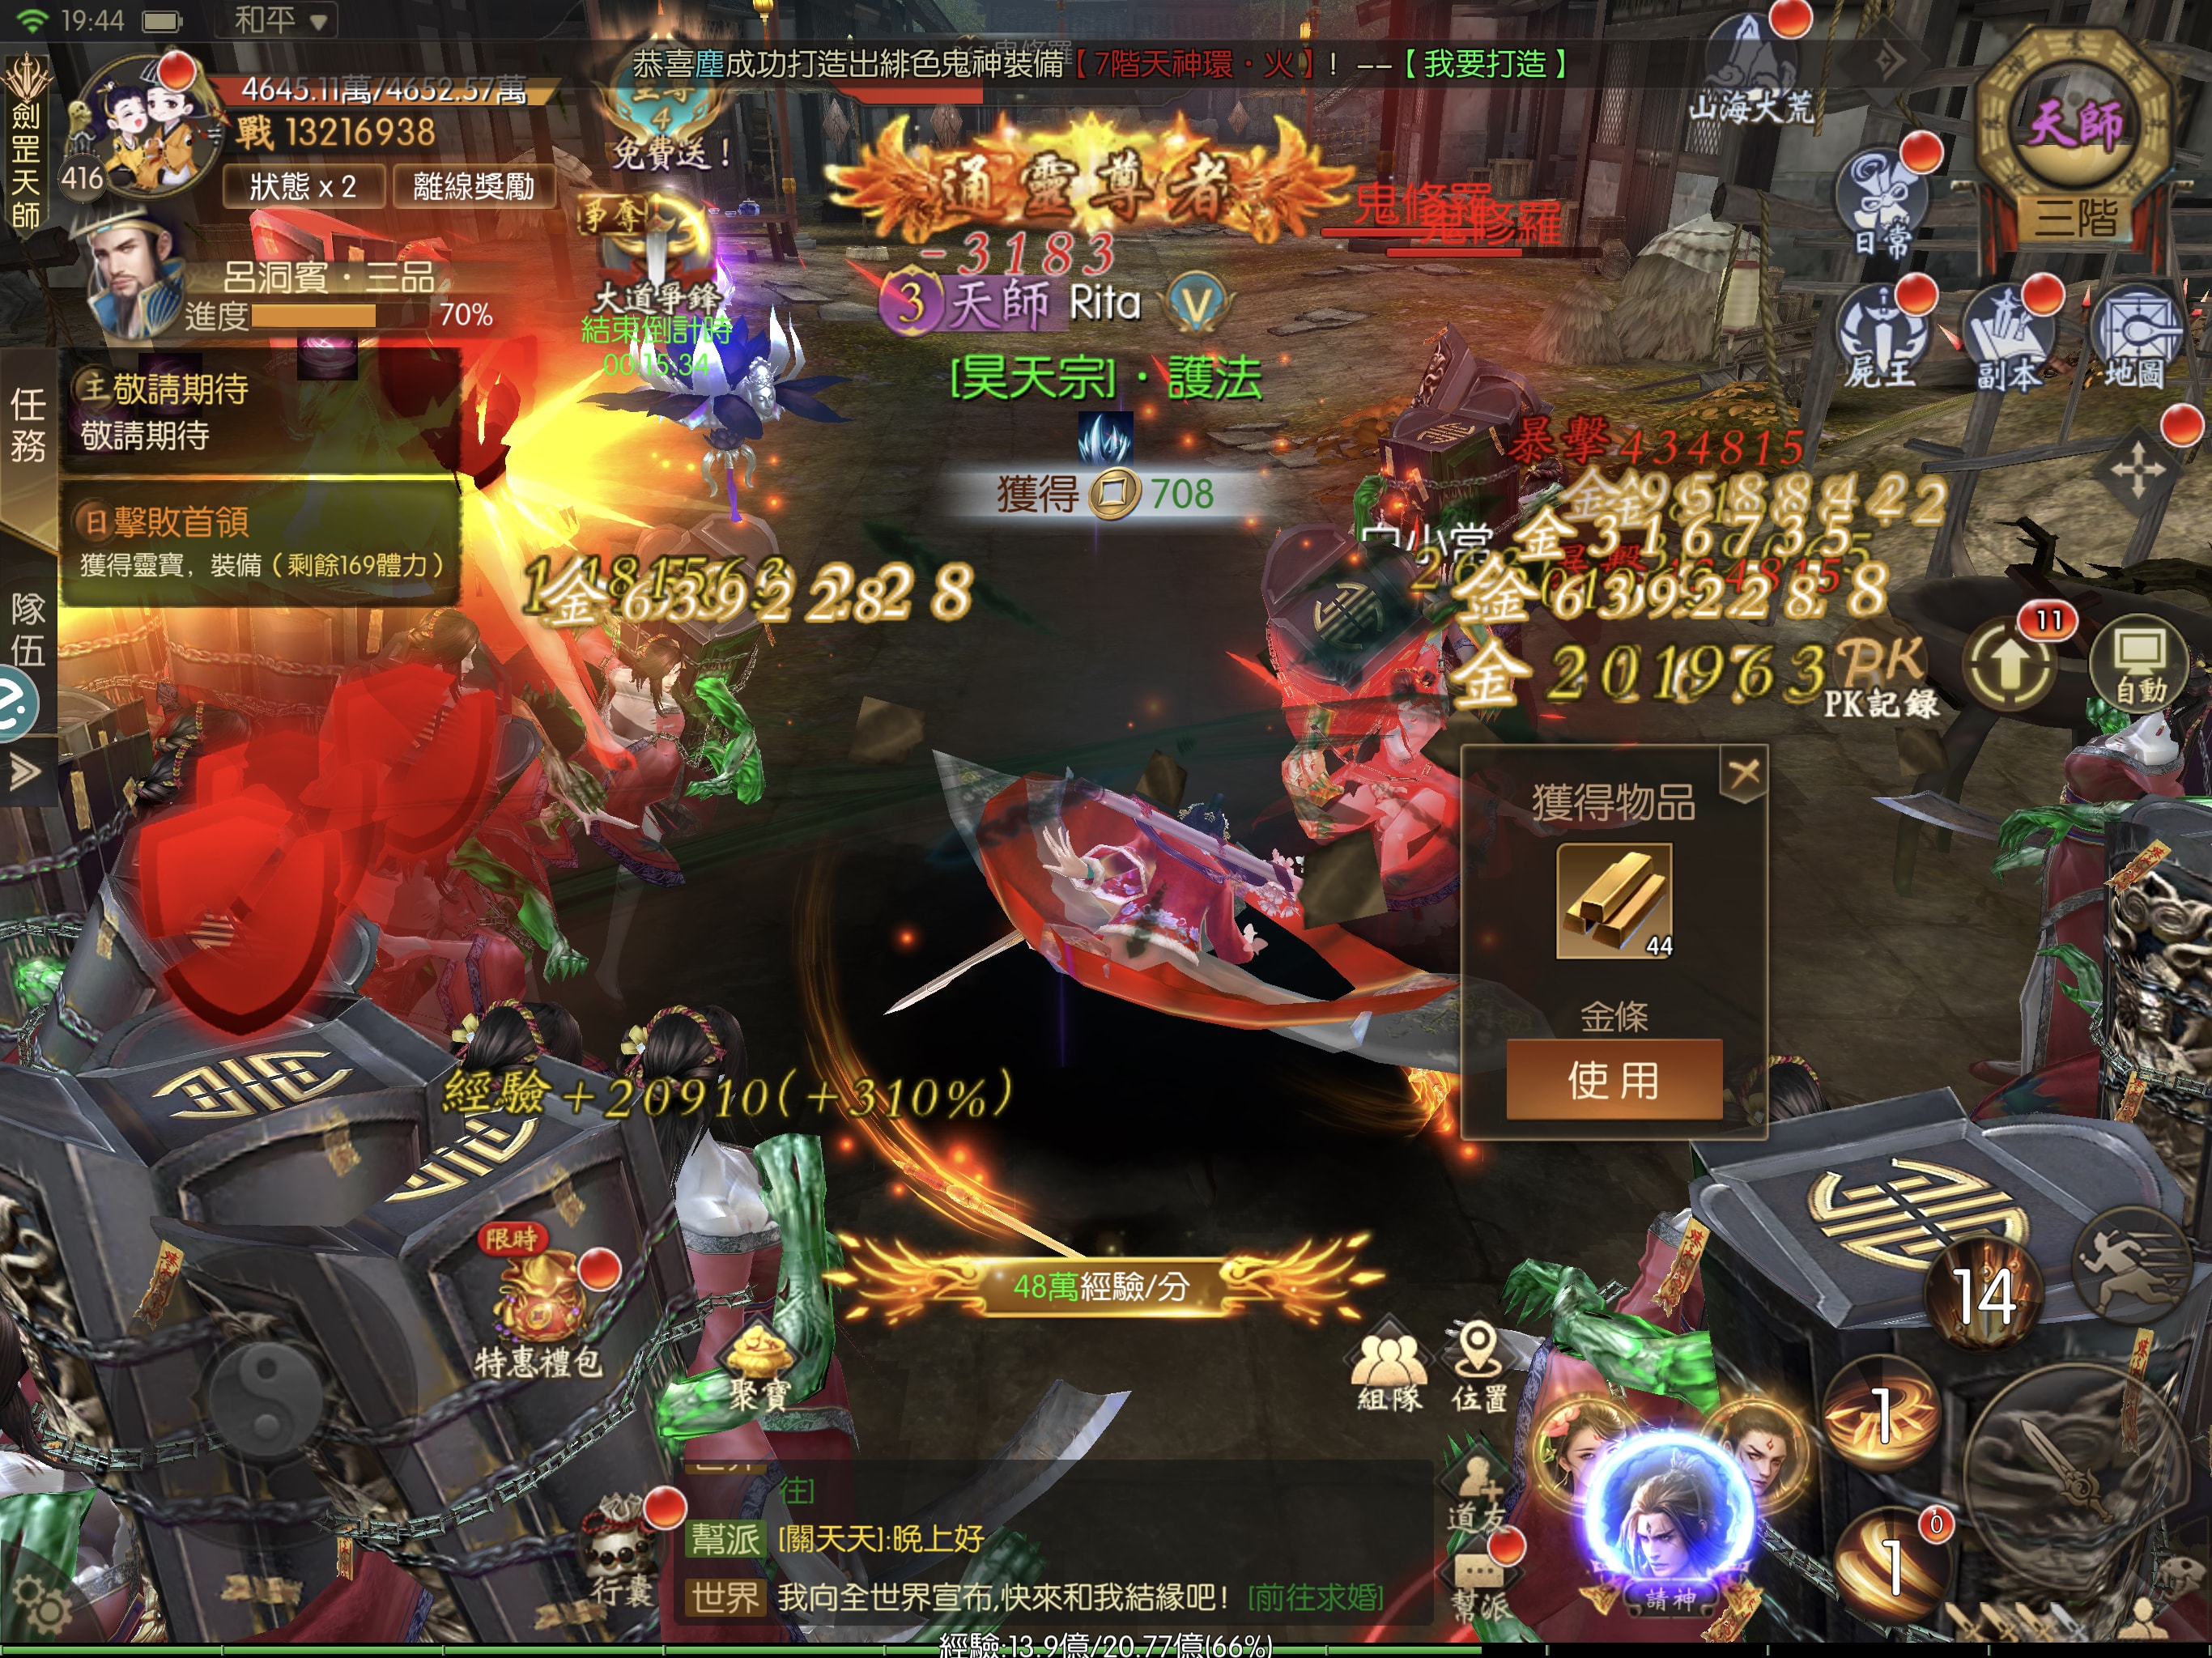 19:44
和平
恭喜塵成功打造出緋色鬼神裝備【7階天神環・火】! --【我要打造】
劍罡天師
4645.11萬/4652.57萬
戰 13216938
416
狀態 x 2
離線獎勵
至尊
4
免費送!
呂洞賓・三品
進度
70%
爭奪
大道爭鋒
結束倒計時
00:15:34
通靈尊者
-3183
3
天師 Rita
V
[昊天宗]・護法
獲得 708
鬼修羅
鬼修羅
山海大荒
天師
三階
日常
屍王
副本
地圖
任務
主 敬請期待
敬請期待
日 擊敗首領
獲得靈寶，裝備（剩餘169體力）
隊伍
暴擊 434815
金 316735
金 201963
PK
PK記錄
11
自動
獲得物品
44
金條
使用
經驗+20910(+310%)
限時
特惠禮包
48萬經驗/分
聚寶
組隊
位置
14
1
1
0
道友
幫派
請神
行囊
往]
幫派 [關天天]:晚上好
世界 我向全世界宣布,快來和我結緣吧! [前往求婚]
經驗:13.9億/20.77億(66%)